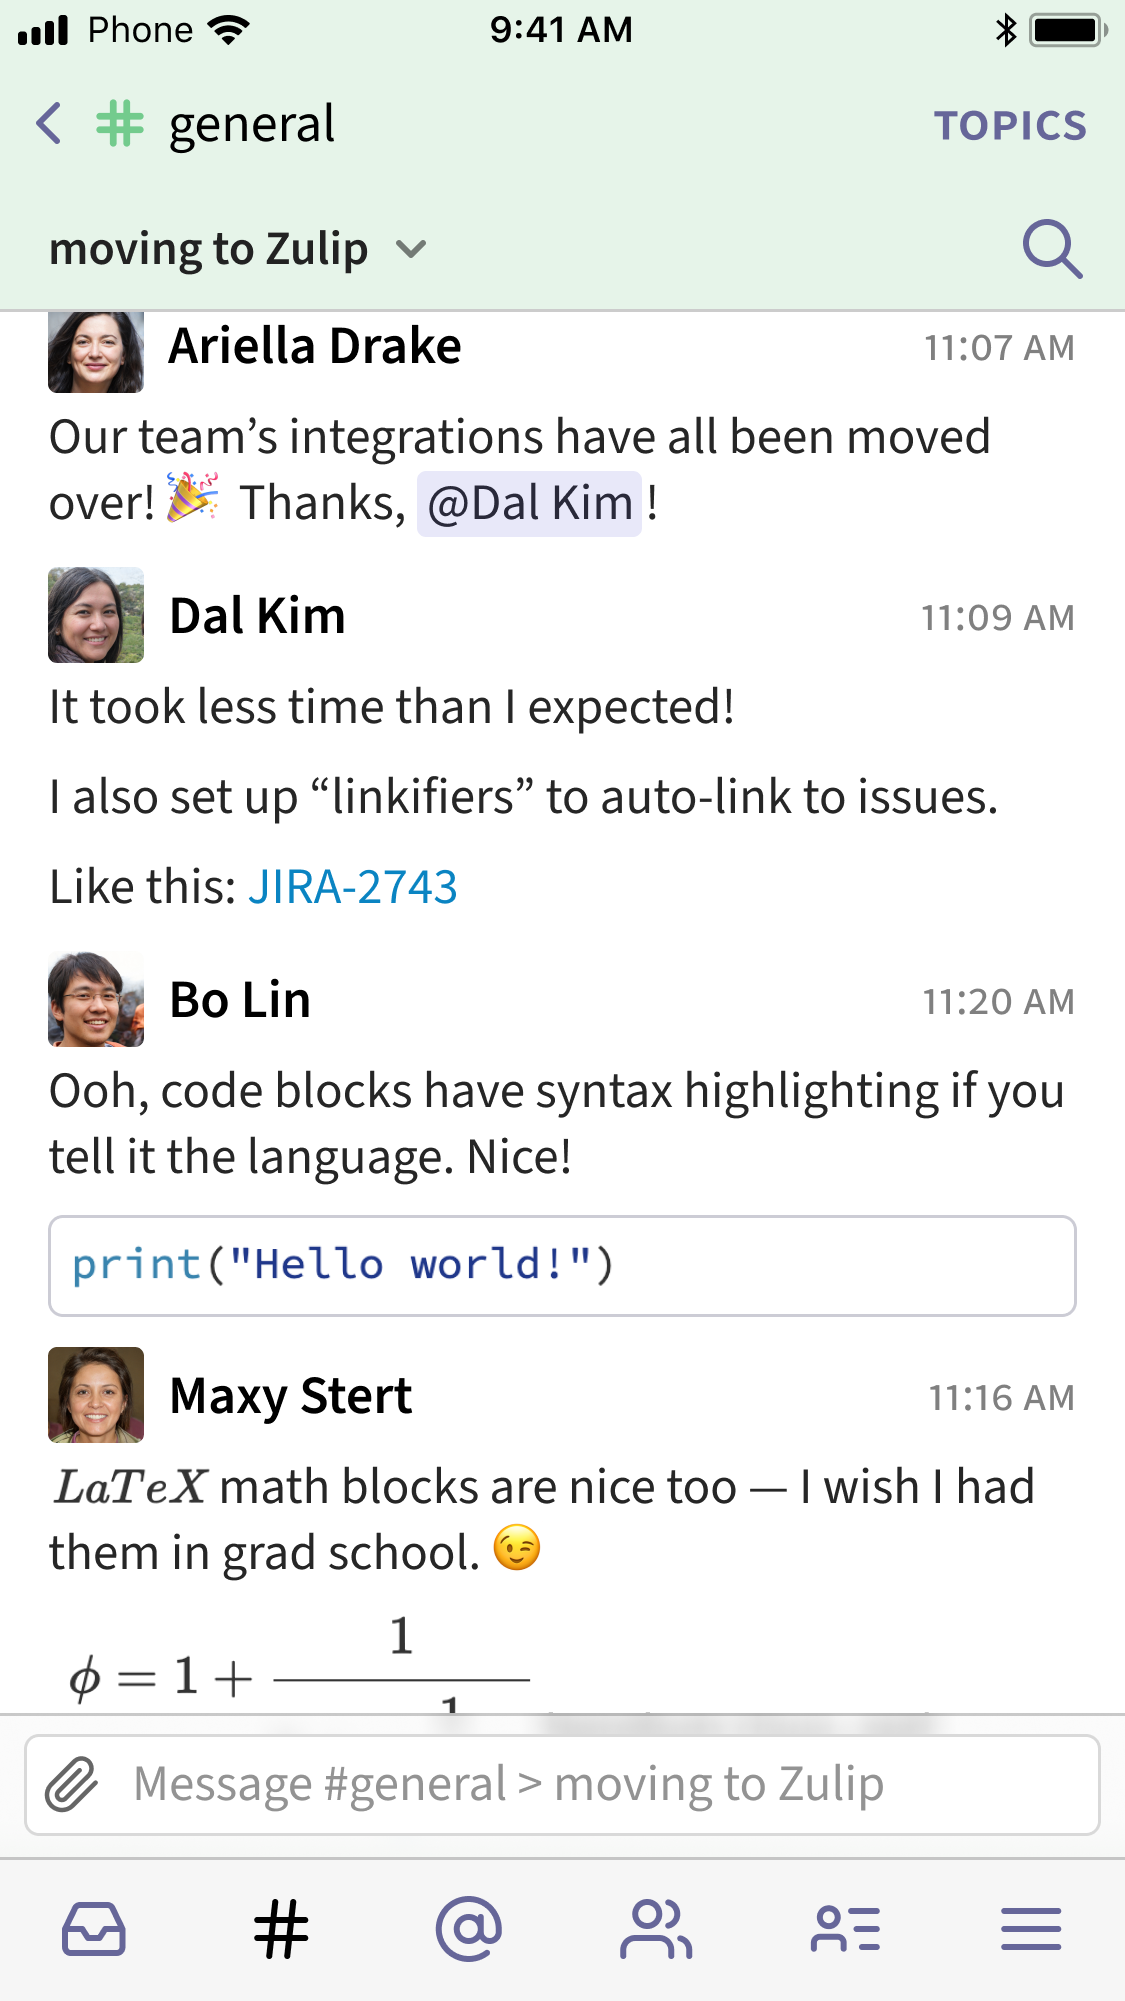 Phone 9:41 AM
# general TOPICS
moving to Zulip
Ariella Drake 11:07 AM
Our team’s integrations have all been moved
over! 🎉 Thanks, @Dal Kim !
Dal Kim 11:09 AM
It took less time than I expected!
I also set up “linkifiers” to auto-link to issues.
Like this: JIRA-2743
Bo Lin 11:20 AM
Ooh, code blocks have syntax highlighting if you
tell it the language. Nice!
print("Hello world!")
Maxy Stert 11:16 AM
LaTeX math blocks are nice too — I wish I had
them in grad school. 😉
1
ϕ = 1 +
1
Message #general > moving to Zulip